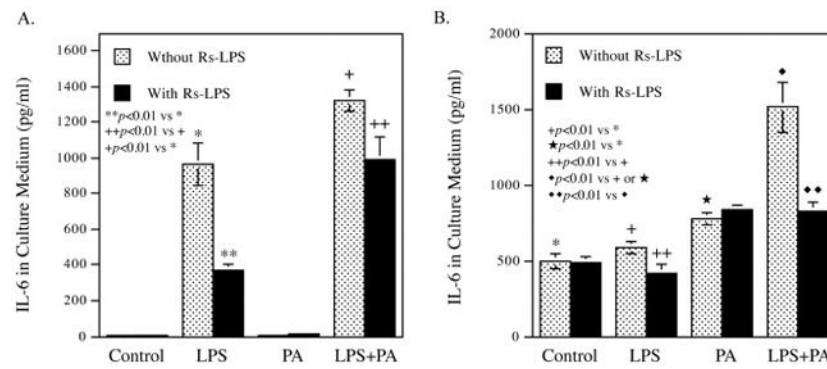 A.
1600
1400
1200
1000
800
600
400
200
0
IL-6 in Culture Medium (pg/ml)
Wthout Rs-LPS
With Rs-LPS
**p<0.01 vs *
++p<0.01 vs +
+p<0.01 vs *
*
**
+
++
Control LPS PA LPS+PA
B.
2000
1500
1000
500
0
IL-6 in Culture Medium (pg/ml)
Without Rs-LPS
With Rs-LPS
+p<0.01 vs *
★p<0.01 vs *
++p<0.01 vs +
◆p<0.01 vs + or ★
◆◆p<0.01 vs ◆
*
+
++
★
◆
◆◆
Control LPS PA LPS+PA